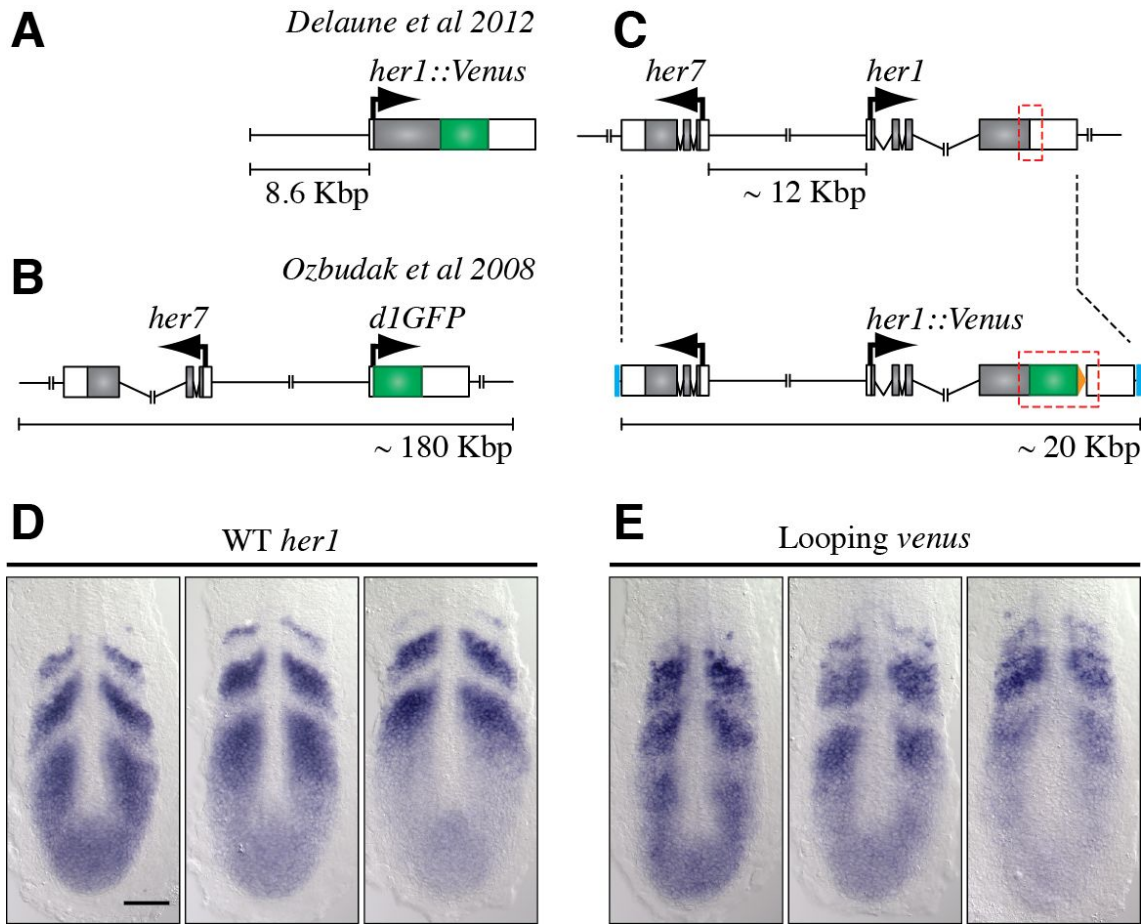 A
Delaune et al 2012
her1::Venus
8.6 Kbp
B
Ozbudak et al 2008
her7
d1GFP
~ 180 Kbp
C
her7
her1
~ 12 Kbp
her1::Venus
~ 20 Kbp
D
WT her1
E
Looping venus